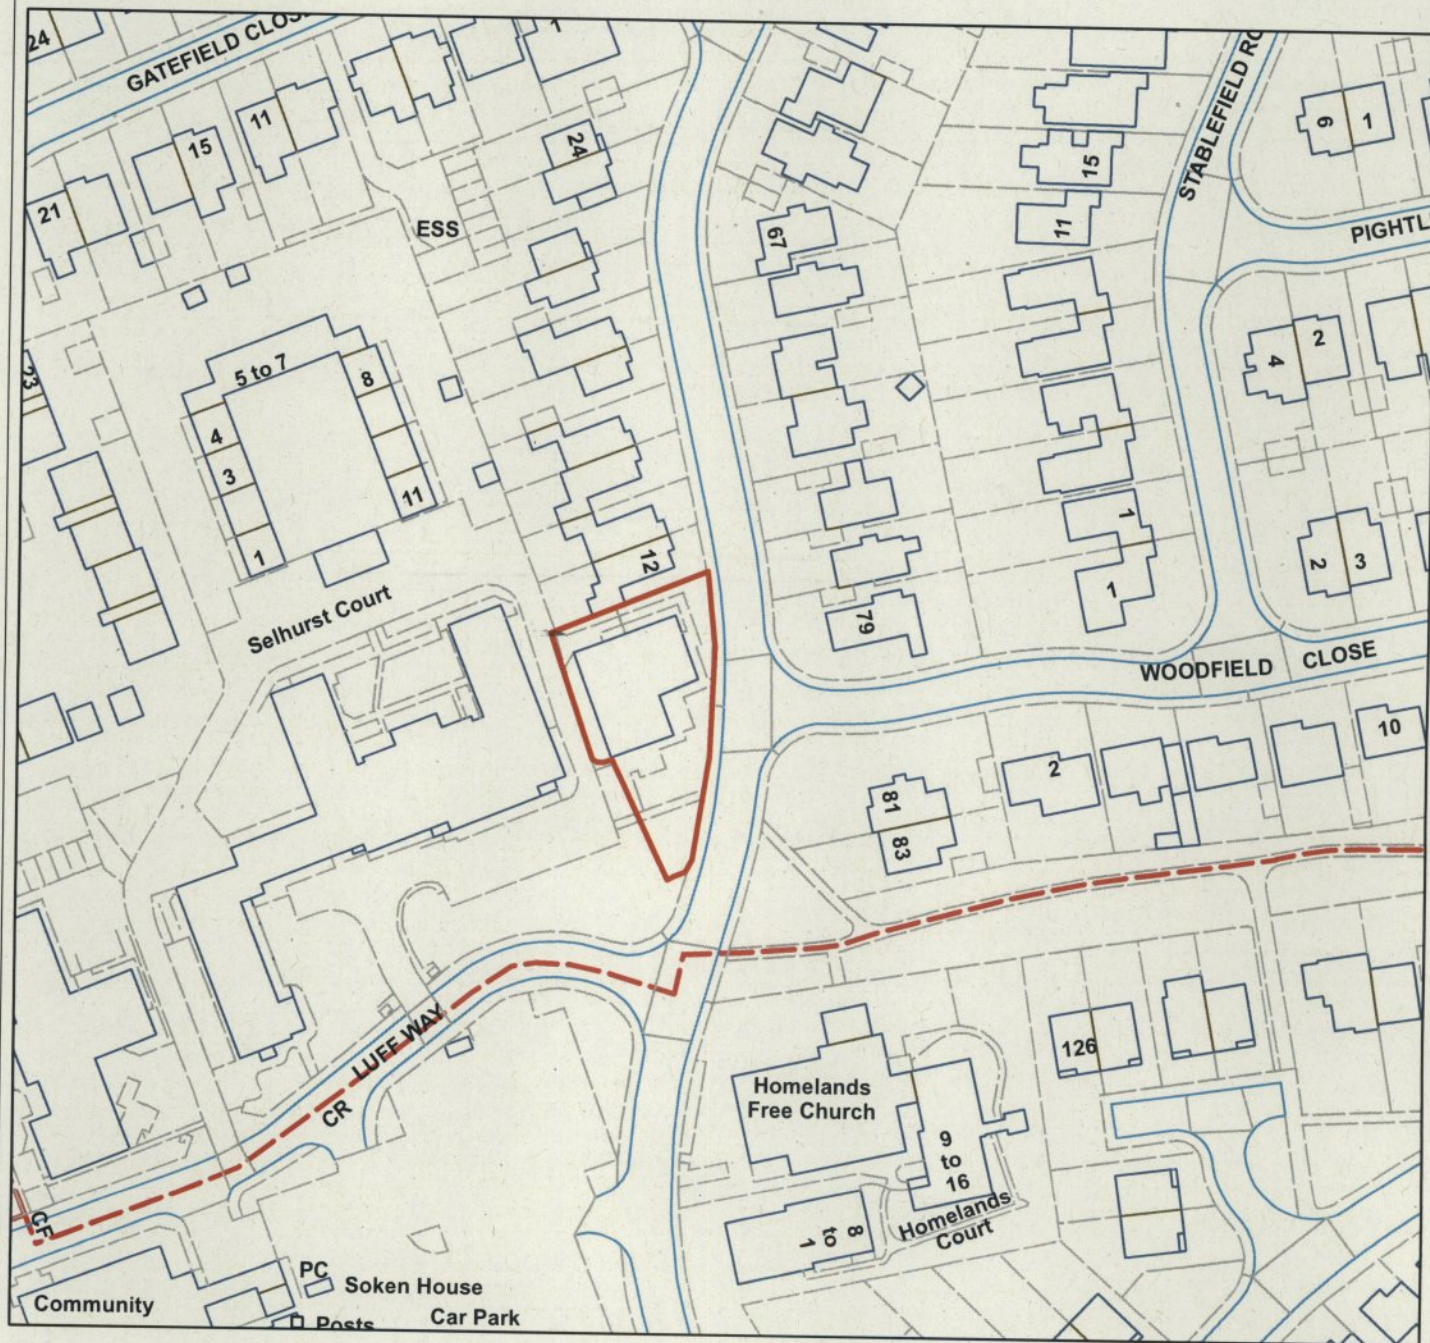 24
GATEFIELD CLOS
1
11
15
21
24
ESS
67
15
11
STABLEFIELD RO
6
1
PIGHTL
2
4
23
5 to 7
8
4
3
11
1
12
Selhurst Court
79
1
1
2
3
WOODFIELD CLOSE
10
2
81
83
LUFF WAY
CR
CF
126
Homelands
Free Church
9
to
16
Homelands
Court
8
to
1
PC
Soken House
Car Park
Posts
Community